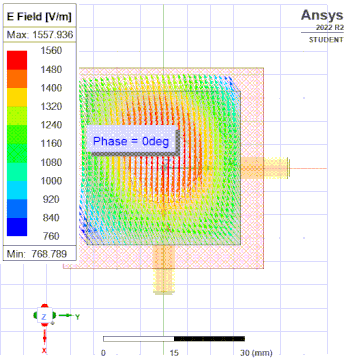 E Field [V/m]
Max: 1557.936
1560
1480
1400
1320
1240
1160
1080
1000
920
840
760
Min: 768.789
Ansys
2022 R2
STUDENT
Phase = 0deg
Z
Y
X
0
15
30 (mm)